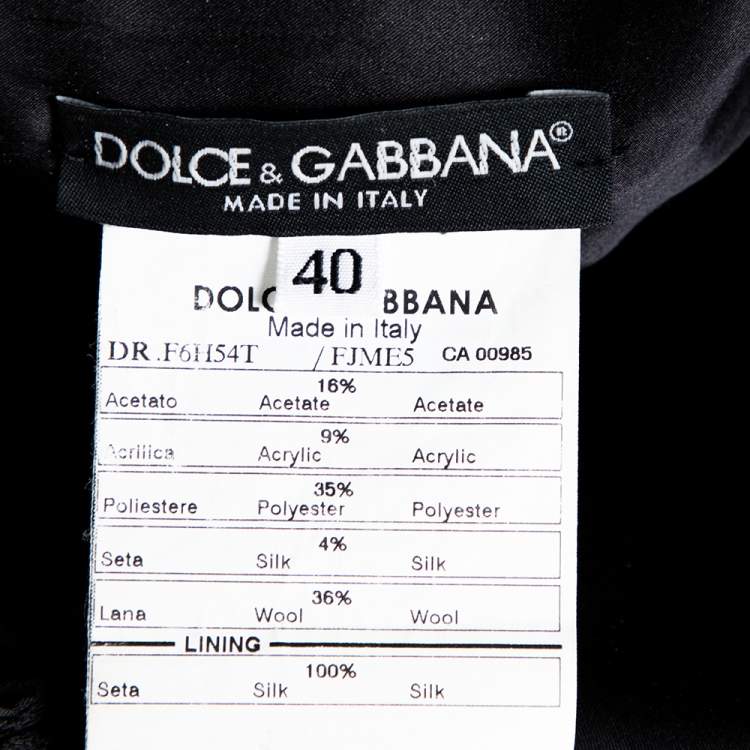 DOLCE & GABBANA®
MADE IN ITALY
40
DOLC BBANA
Made in Italy
DR .F6H54T /FJME5 CA 00985
16%
Acetato Acetate Acetate
9%
Acrilica Acrylic Acrylic
35%
Poliestere Polyester Polyester
4%
Seta Silk Silk
36%
Lana Wool Wool
LINING
100%
Seta Silk Silk